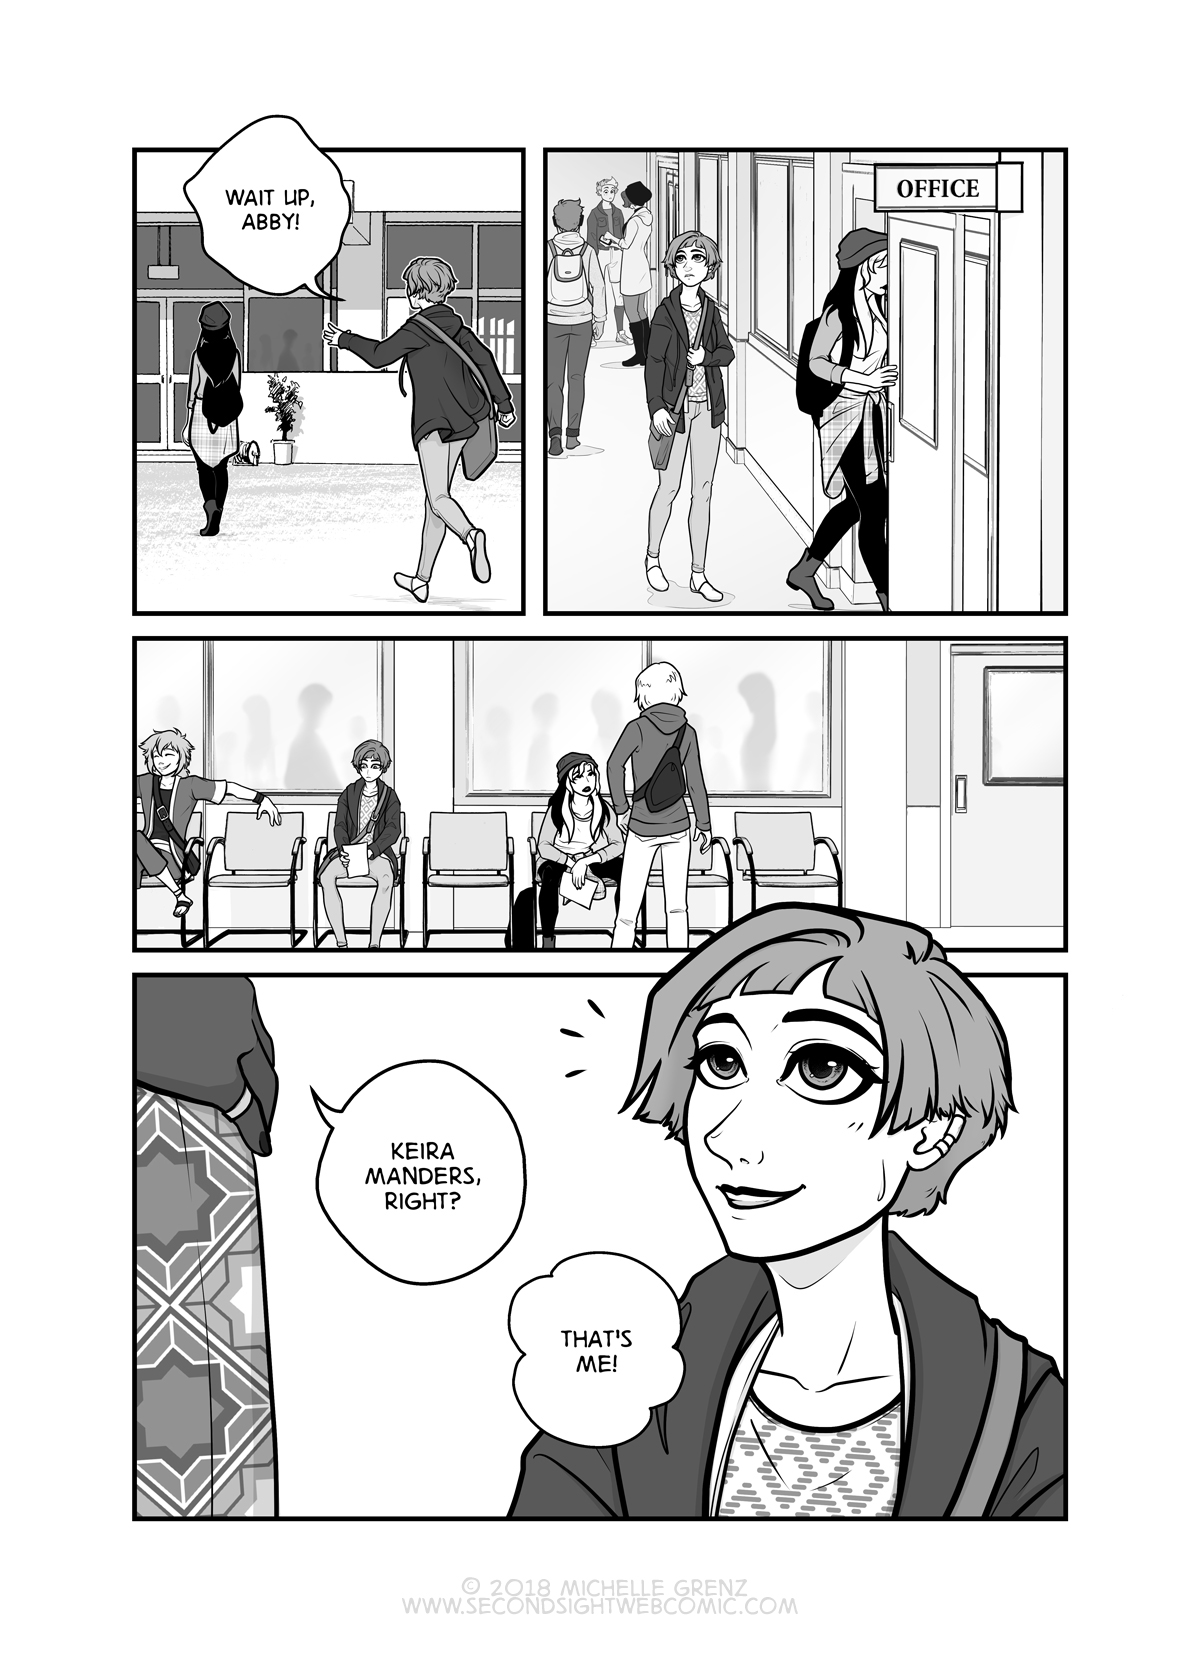 WAIT UP,
ABBY!
OFFICE
KEIRA
MANDERS,
RIGHT?
THAT'S
ME!
© 2018 MICHELLE GRENZ
WWW.SECONDSIGHTWEBCOMIC.COM